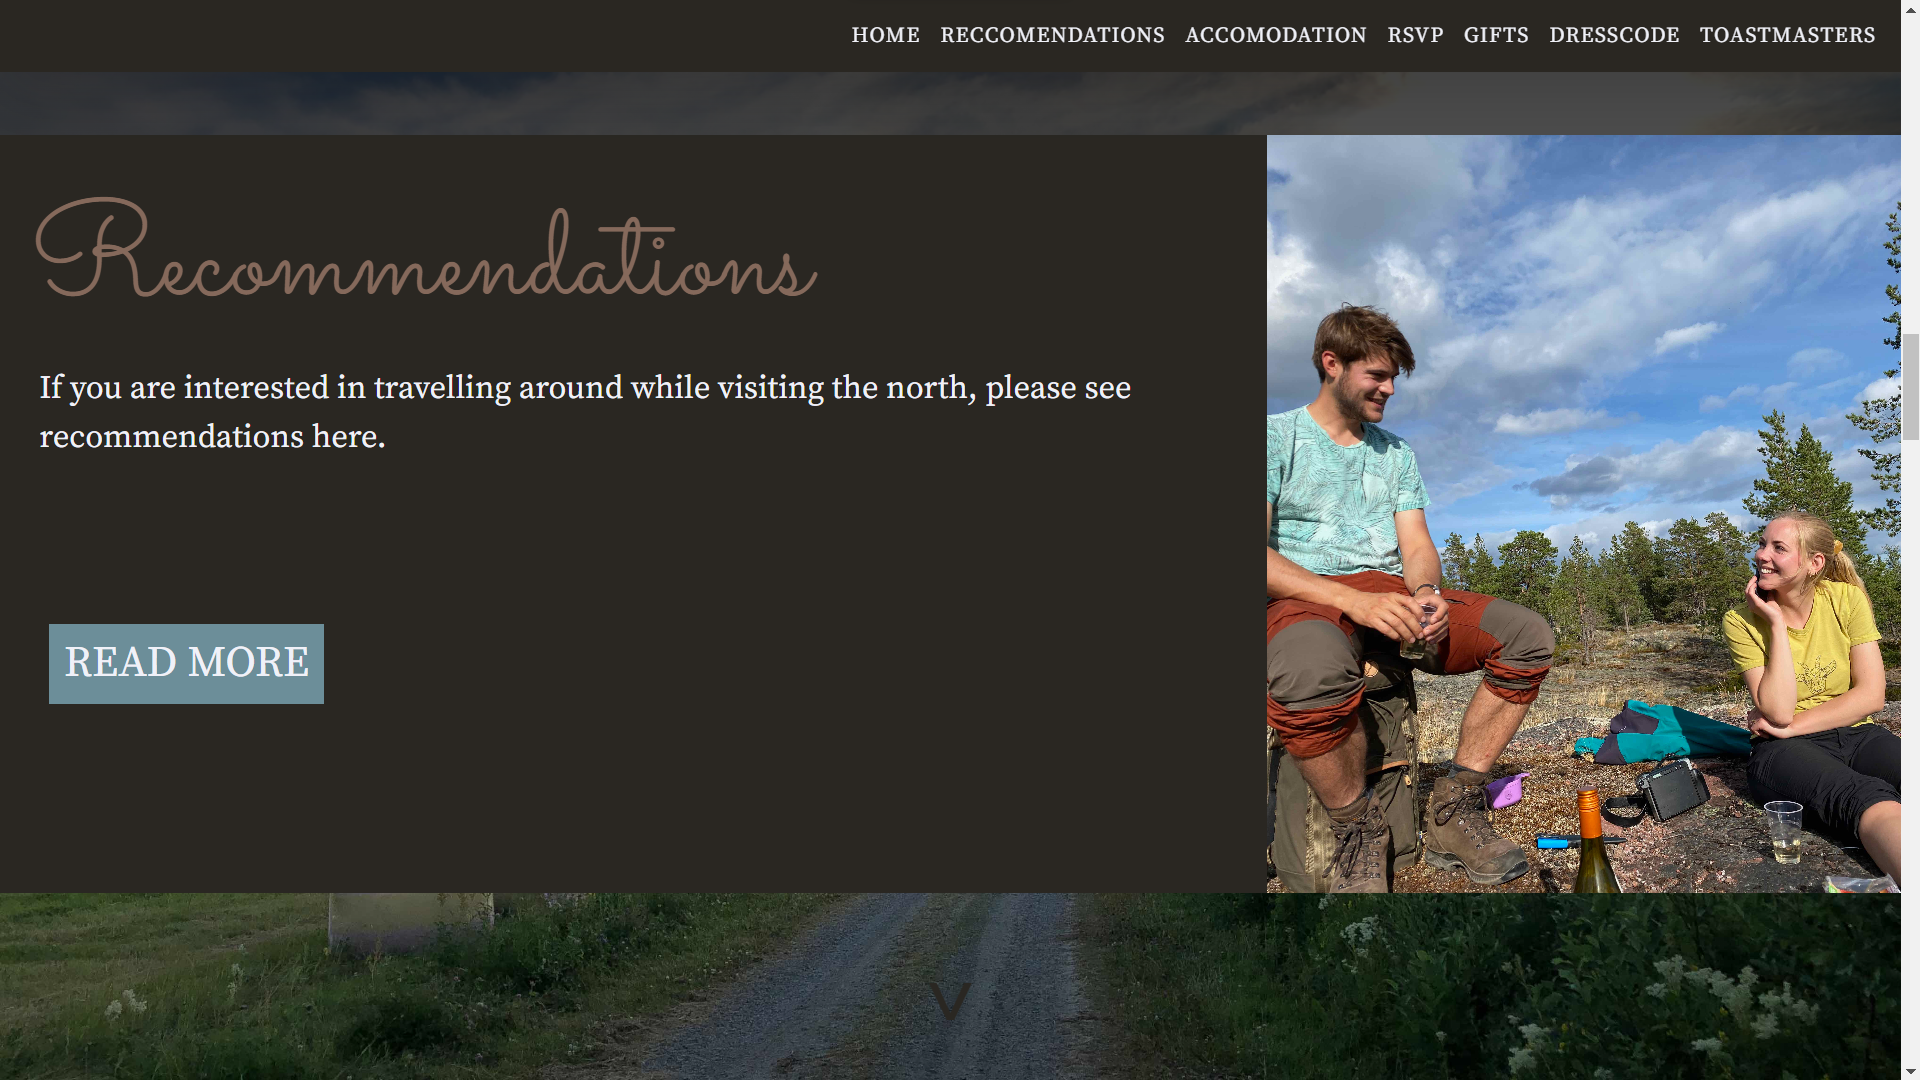 HOME RECCOMENDATIONS ACCOMODATION RSVP GIFTS DRESSCODE TOASTMASTERS
Recommendations
If you are interested in travelling around while visiting the north, please see
recommendations here.
READ MORE
V